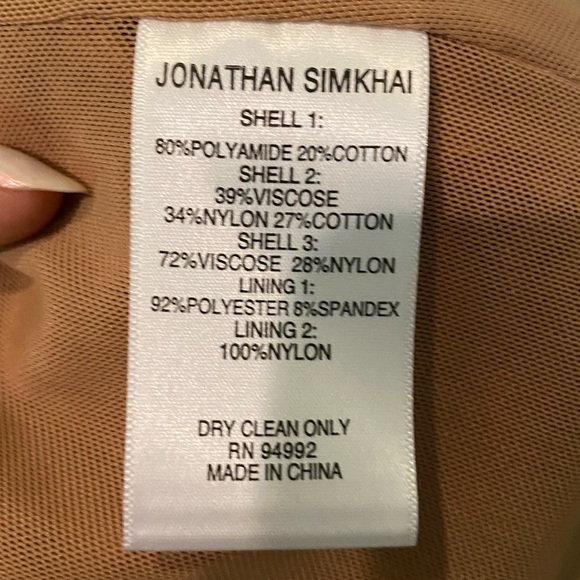 JONATHAN SIMKHAI
SHELL 1:
80%POLYAMIDE 20%COTTON
SHELL 2:
39%VISCOSE
34%NYLON 27%COTTON
SHELL 3:
72%VISCOSE 28%NYLON
LINING 1:
92%POLYESTER 8%SPANDEX
LINING 2:
100%NYLON
DRY CLEAN ONLY
RN 94992
MADE IN CHINA